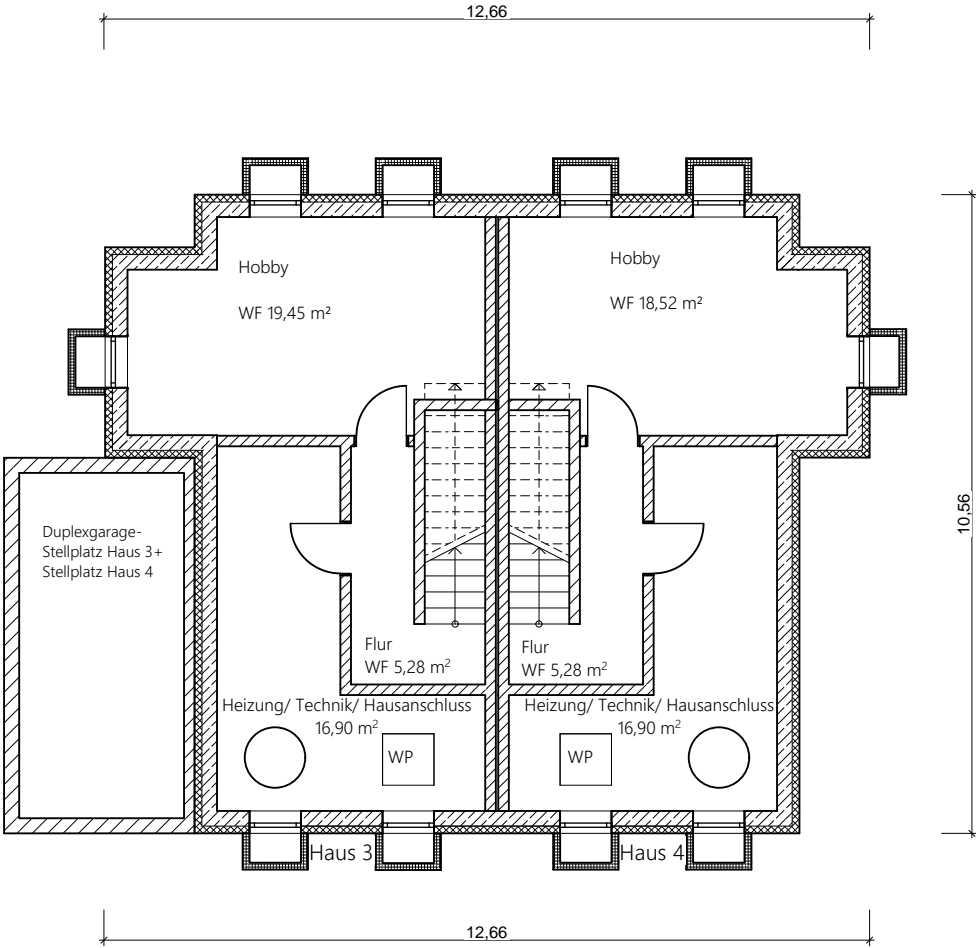 12,66
Hobby
WF 19,45 m²
Hobby
WF 18,52 m²
10,56
Duplexgarage-
Stellplatz Haus 3+
Stellplatz Haus 4
Flur
WF 5,28 m²
Flur
WF 5,28 m²
Heizung/ Technik/ Hausanschluss
16,90 m²
Heizung/ Technik/ Hausanschluss
16,90 m²
WP
WP
Haus 3
Haus 4
12,66